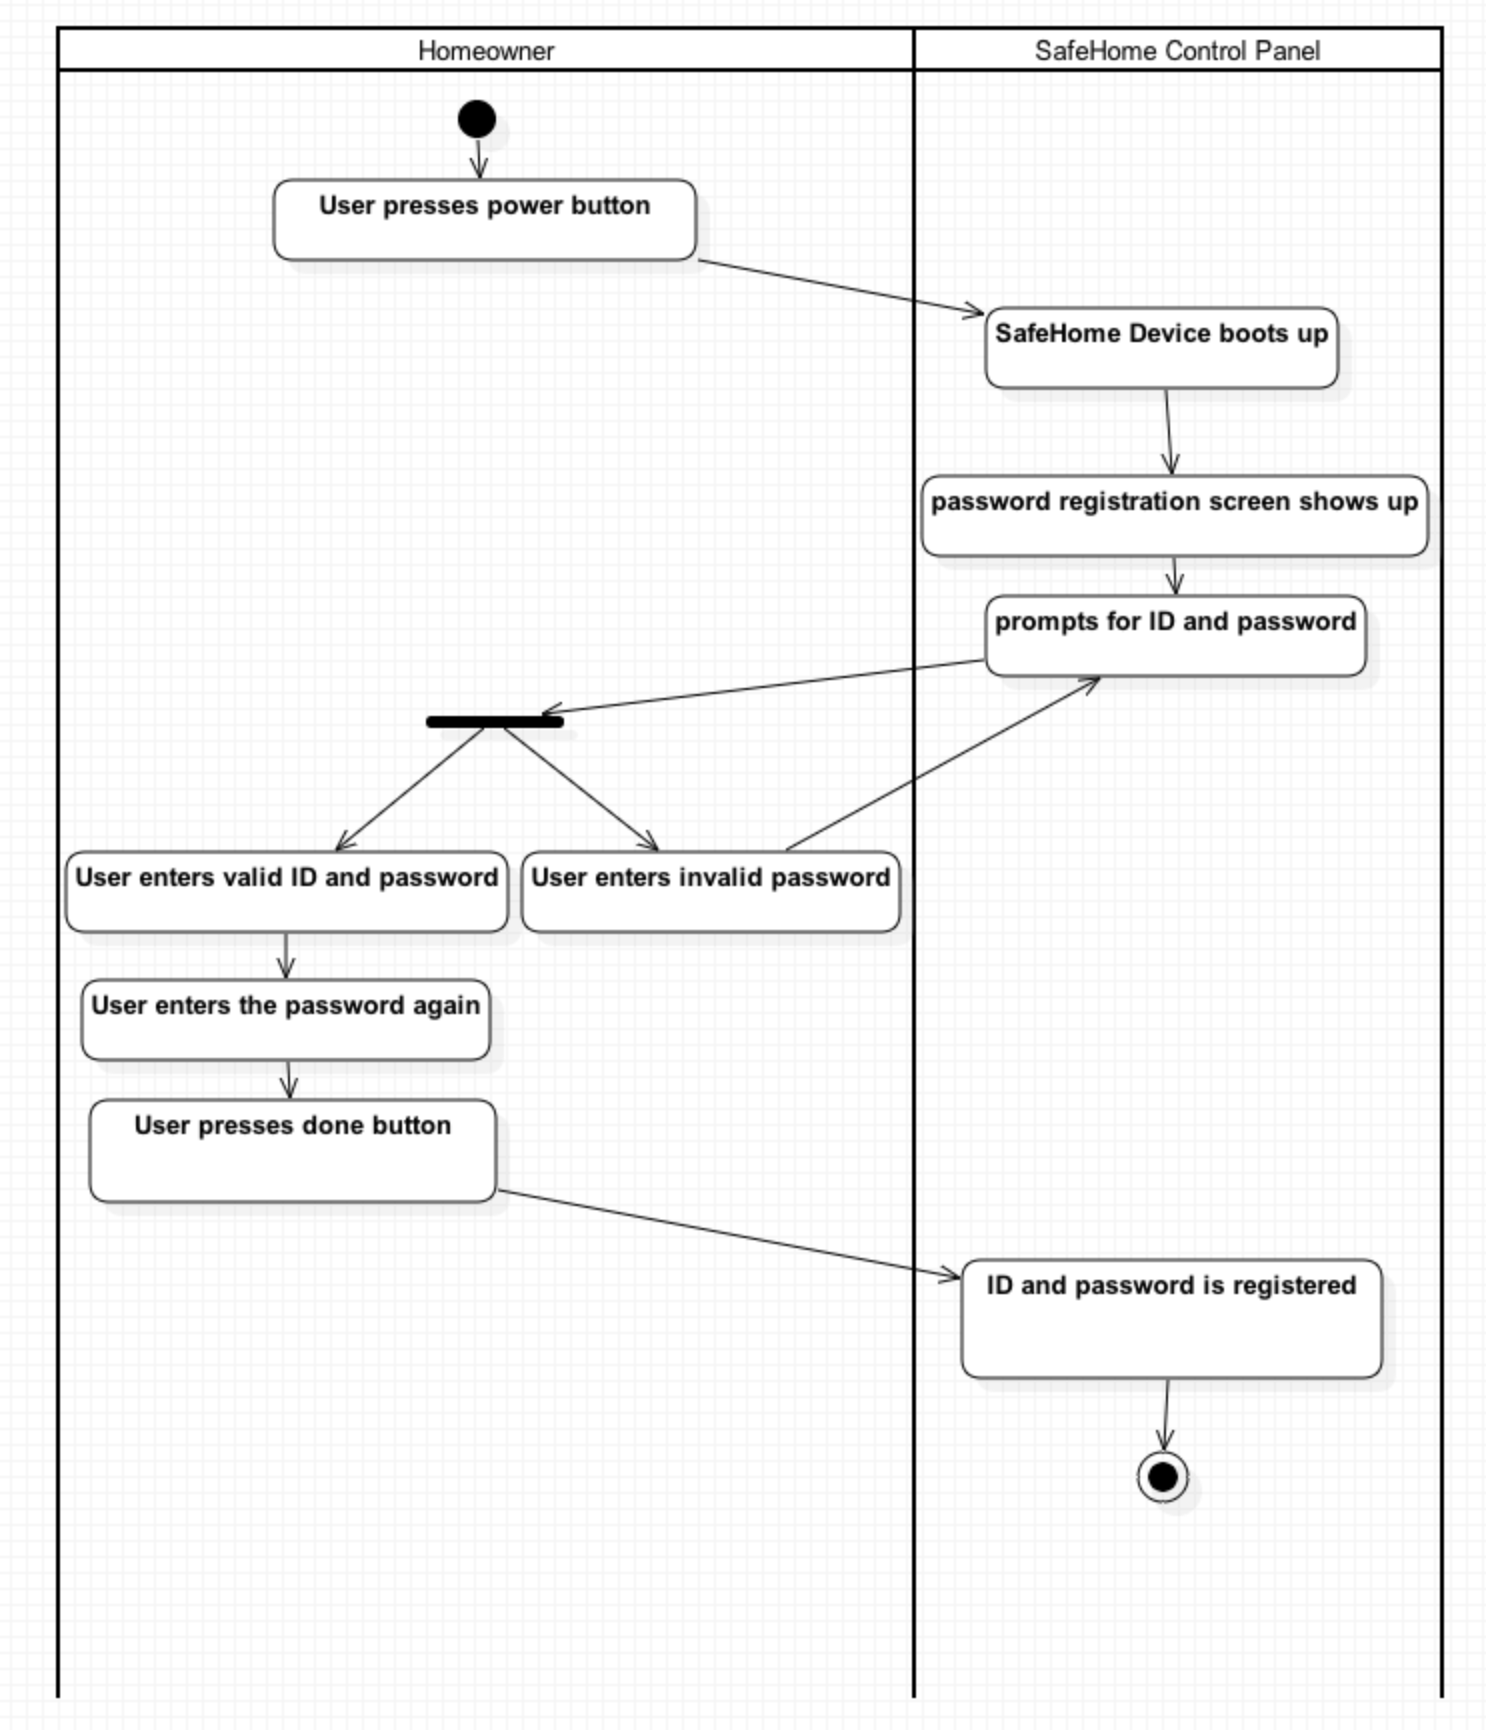 Homeowner
SafeHome Control Panel
User presses power button
SafeHome Device boots up
password registration screen shows up
prompts for ID and password
User enters valid ID and password
User enters invalid password
User enters the password again
User presses done button
ID and password is registered